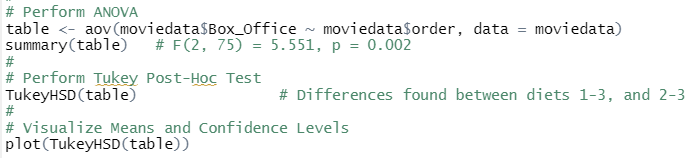 # Perform ANOVA
table <- aov(moviedata$Box_Office ~ moviedata$order, data = moviedata)
summary(table)   # F(2, 75) = 5.551, p = 0.002
#
# Perform Tukey Post-Hoc Test
TukeyHSD(table)                # Differences found between diets 1-3, and 2-3
#
# Visualize Means and Confidence Levels
plot(TukeyHSD(table))